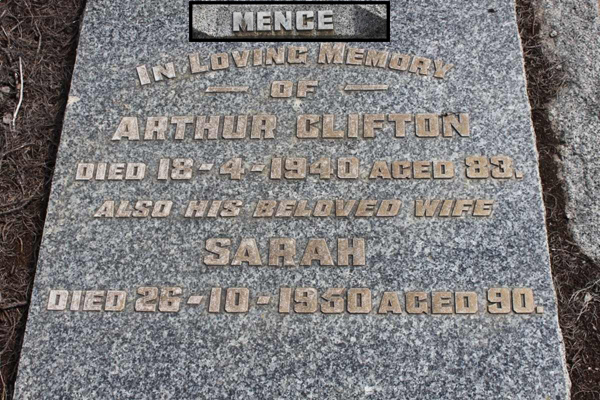 MENCE
IN LOVING MEMORY
— OF —
ARTHUR CLIFTON
DIED 18-4-1940 AGED 83.
ALSO HIS BELOVED WIFE
SARAH
DIED 26-10-1950 AGED 90.